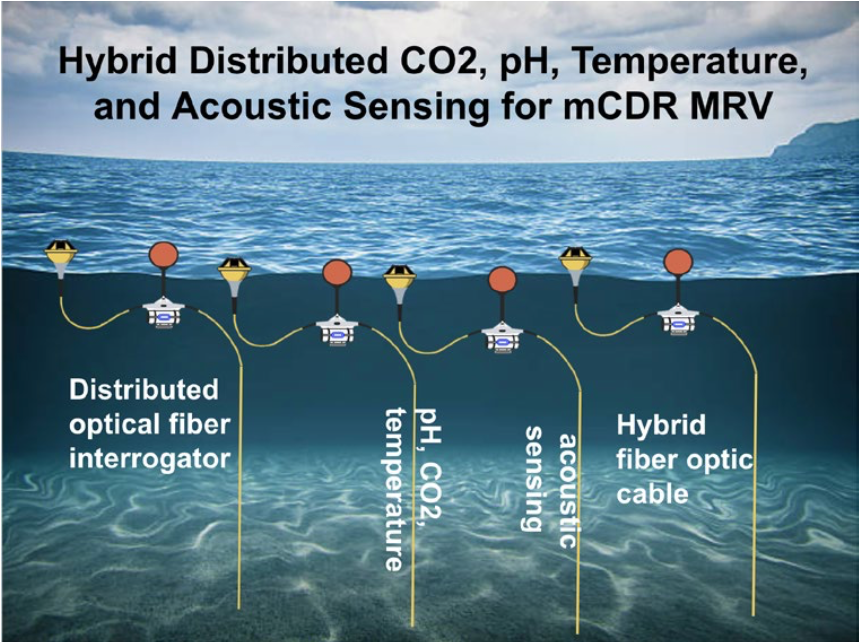 Hybrid Distributed CO2, pH, Temperature,
and Acoustic Sensing for mCDR MRV
Distributed
optical fiber
interrogator
pH, CO2,
temperature
acoustic
sensing
Hybrid
fiber optic
cable